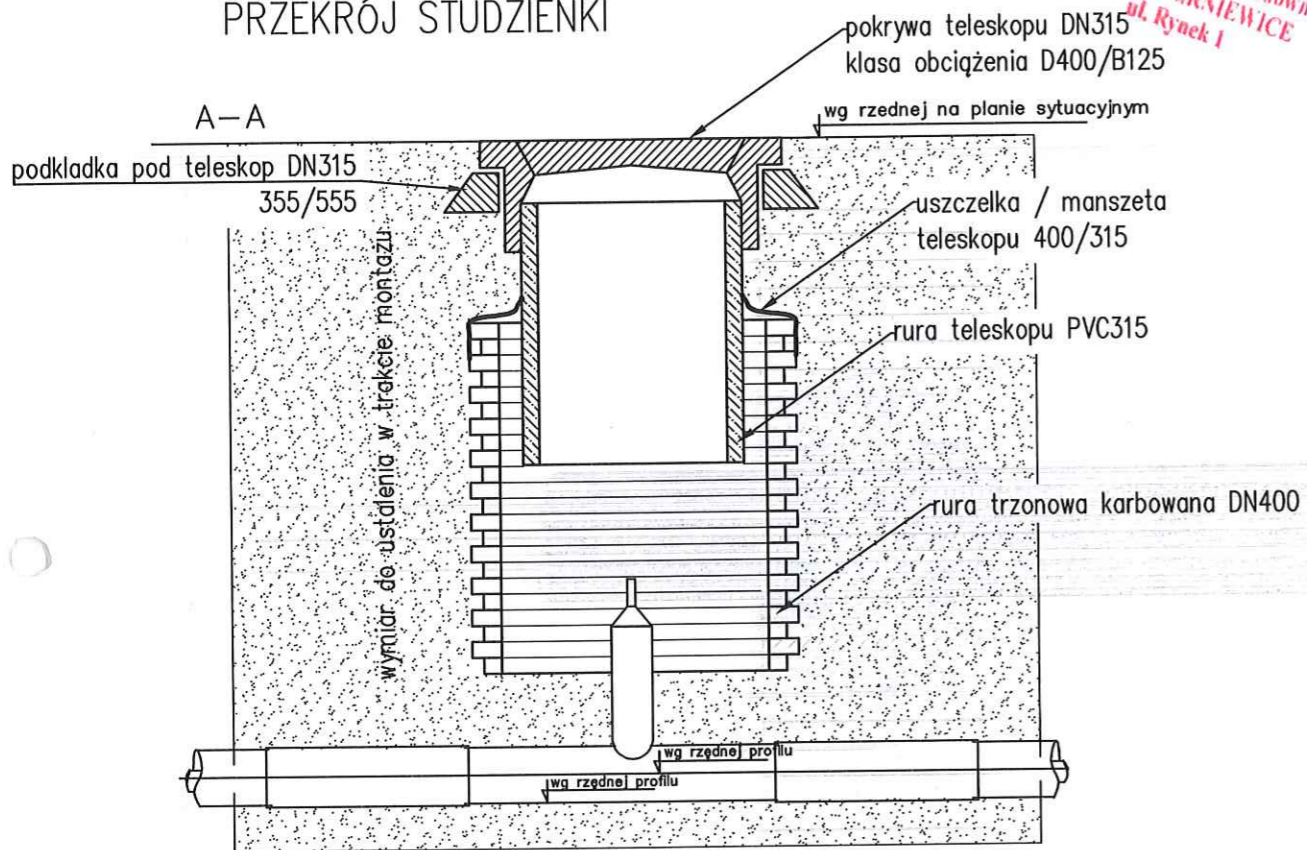 PRZEKRÓJ STUDZIENKI
ul. Rynek 1
pokrywa teleskopu DN315
klasa obciążenia D400/B125
A-A
wg rzednej na planie sytuacyjnym
podkladka pod teleskop DN315
355/555
uszczelka / manszeta
teleskopu 400/315
wymiar do ustalenia w trakcie montażu
rura teleskopu PVC315
rura trzonowa karbowana DN400
wg rzędnej profilu
wg rzędnej profilu